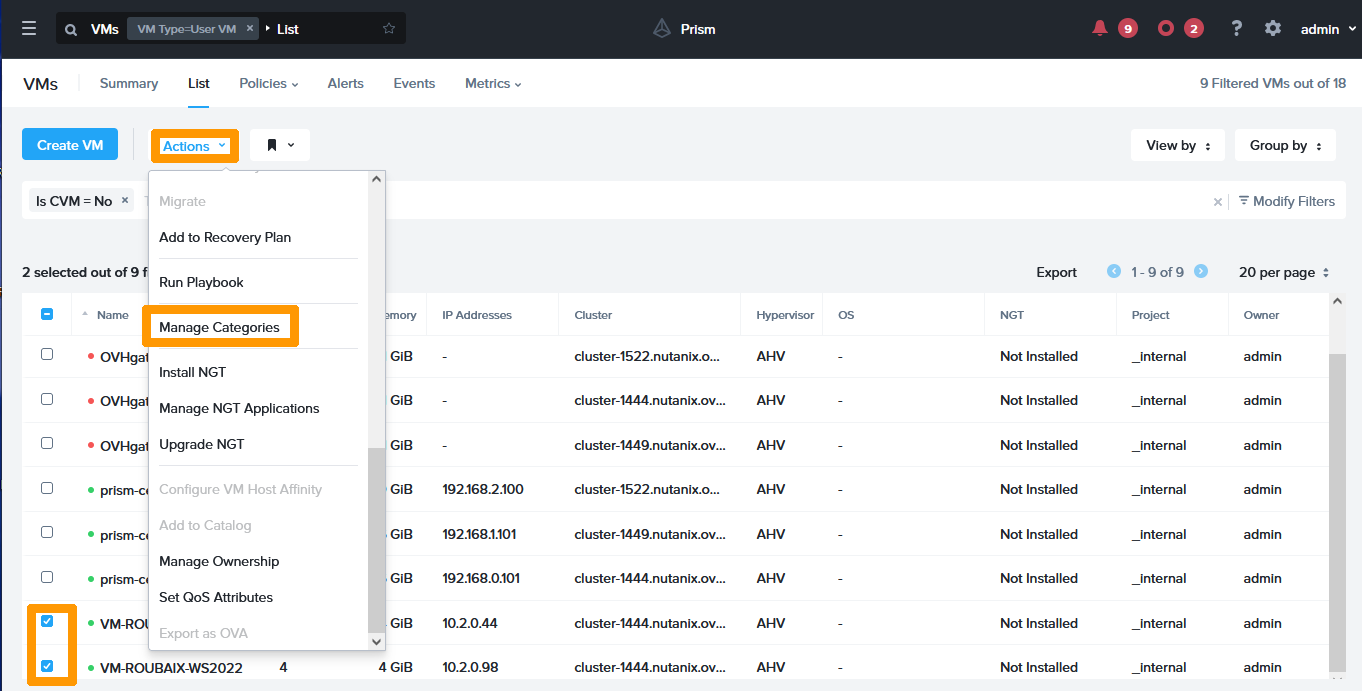 VMs VM Type=User VM × List Prism 9 2 ? admin
VMs Summary List Policies Alerts Events Metrics 9 Filtered VMs out of 18
Create VM Actions View by Group by
Is CVM = No × × Modify Filters
Migrate
Add to Recovery Plan
2 selected out of 9 Export 1 - 9 of 9 20 per page
Run Playbook
Name IP Addresses Cluster Hypervisor OS NGT Project Owner
Manage Categories
OVHgat GiB - cluster-1522.nutanix.o... AHV - Not Installed _internal admin
Install NGT
OVHgat GiB - cluster-1444.nutanix.ov... AHV - Not Installed _internal admin
Manage NGT Applications
OVHgat GiB - cluster-1449.nutanix.ov... AHV - Not Installed _internal admin
Upgrade NGT
prism-ce GiB 192.168.2.100 cluster-1522.nutanix.o... AHV - Not Installed _internal admin
Configure VM Host Affinity
Add to Catalog
prism-ce GiB 192.168.1.101 cluster-1449.nutanix.ov... AHV - Not Installed _internal admin
Manage Ownership
prism-ce GiB 192.168.0.101 cluster-1444.nutanix.ov... AHV - Not Installed _internal admin
Set QoS Attributes
VM-ROU GiB 10.2.0.44 cluster-1444.nutanix.ov... AHV - Not Installed _internal admin
Export as OVA
VM-ROUBAIX-WS2022 4 4 GiB 10.2.0.98 cluster-1444.nutanix.ov... AHV - Not Installed _internal admin